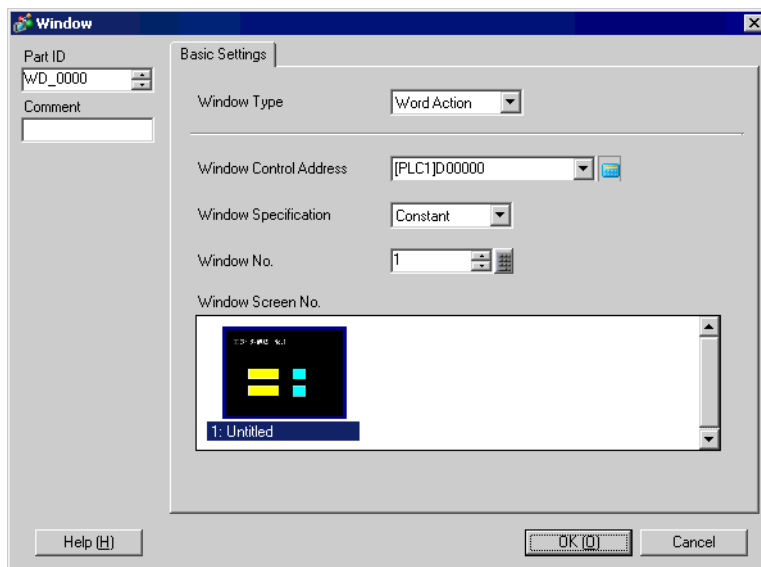 Window
Part ID
WD_0000
Comment
Basic Settings
Window Type
Word Action
Window Control Address
[PLC1]D00000
Window Specification
Constant
Window No.
1
Window Screen No.
1: Untitled
Help (H)
OK (O)
Cancel